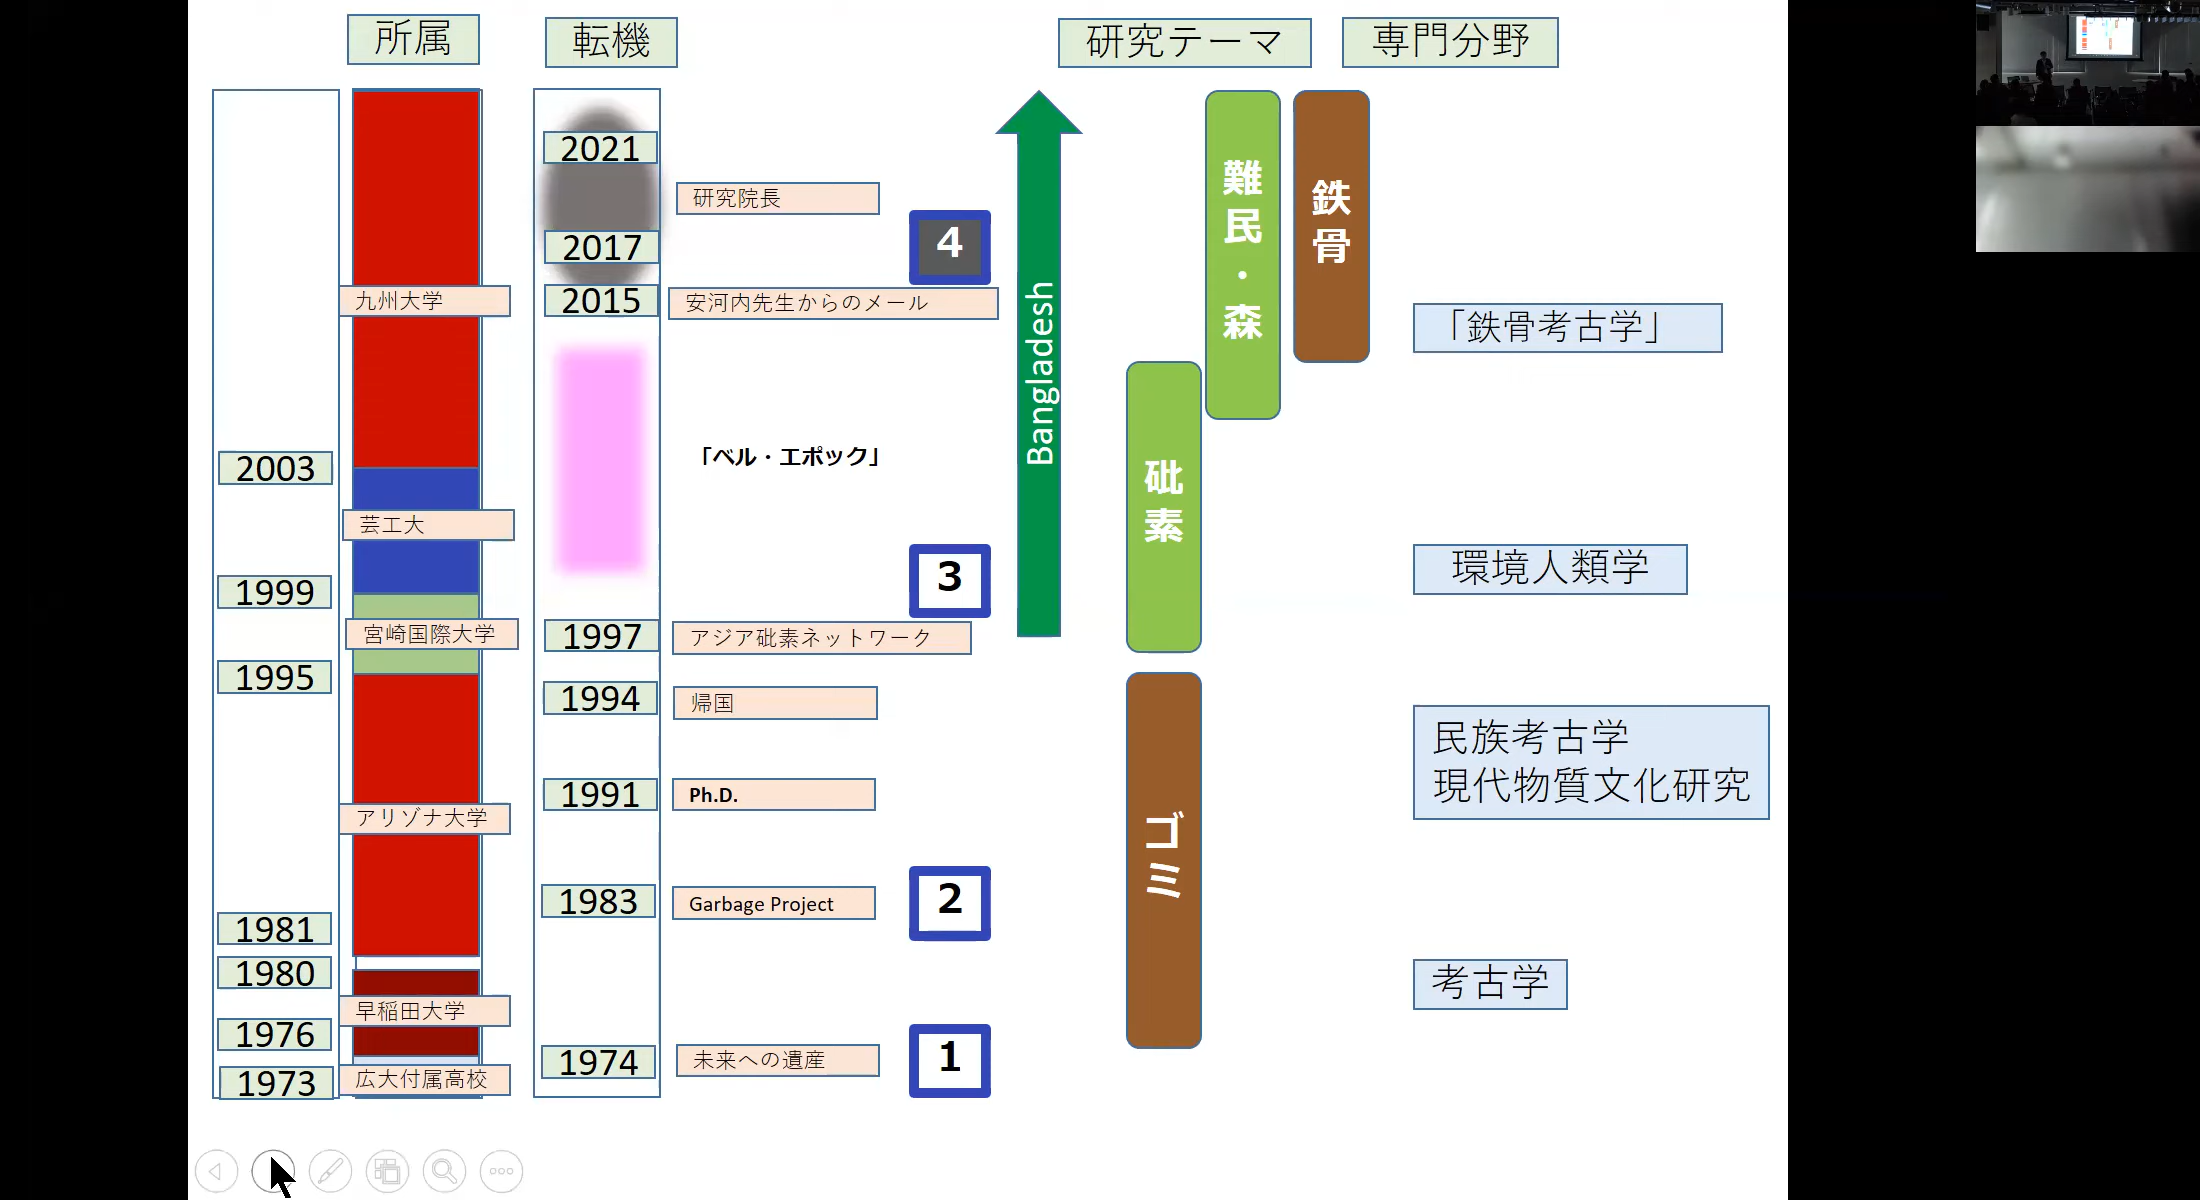 所属
転機
研究テーマ
専門分野
2021
研究院長
4
2017
九州大学
2015
安河内先生からのメール
Bangladesh
難民・森
鉄骨
「鉄骨考古学」
「ベル・エポック」
2003
砒素
芸工大
3
環境人類学
1999
宮崎国際大学
1997
アジア砒素ネットワーク
1995
1994
帰国
民族考古学
現代物質文化研究
1991
Ph.D.
アリゾナ大学
ゴミ
1983
Garbage Project
2
1981
1980
考古学
早稲田大学
1976
1974
未来への遺産
1
1973
広大付属高校